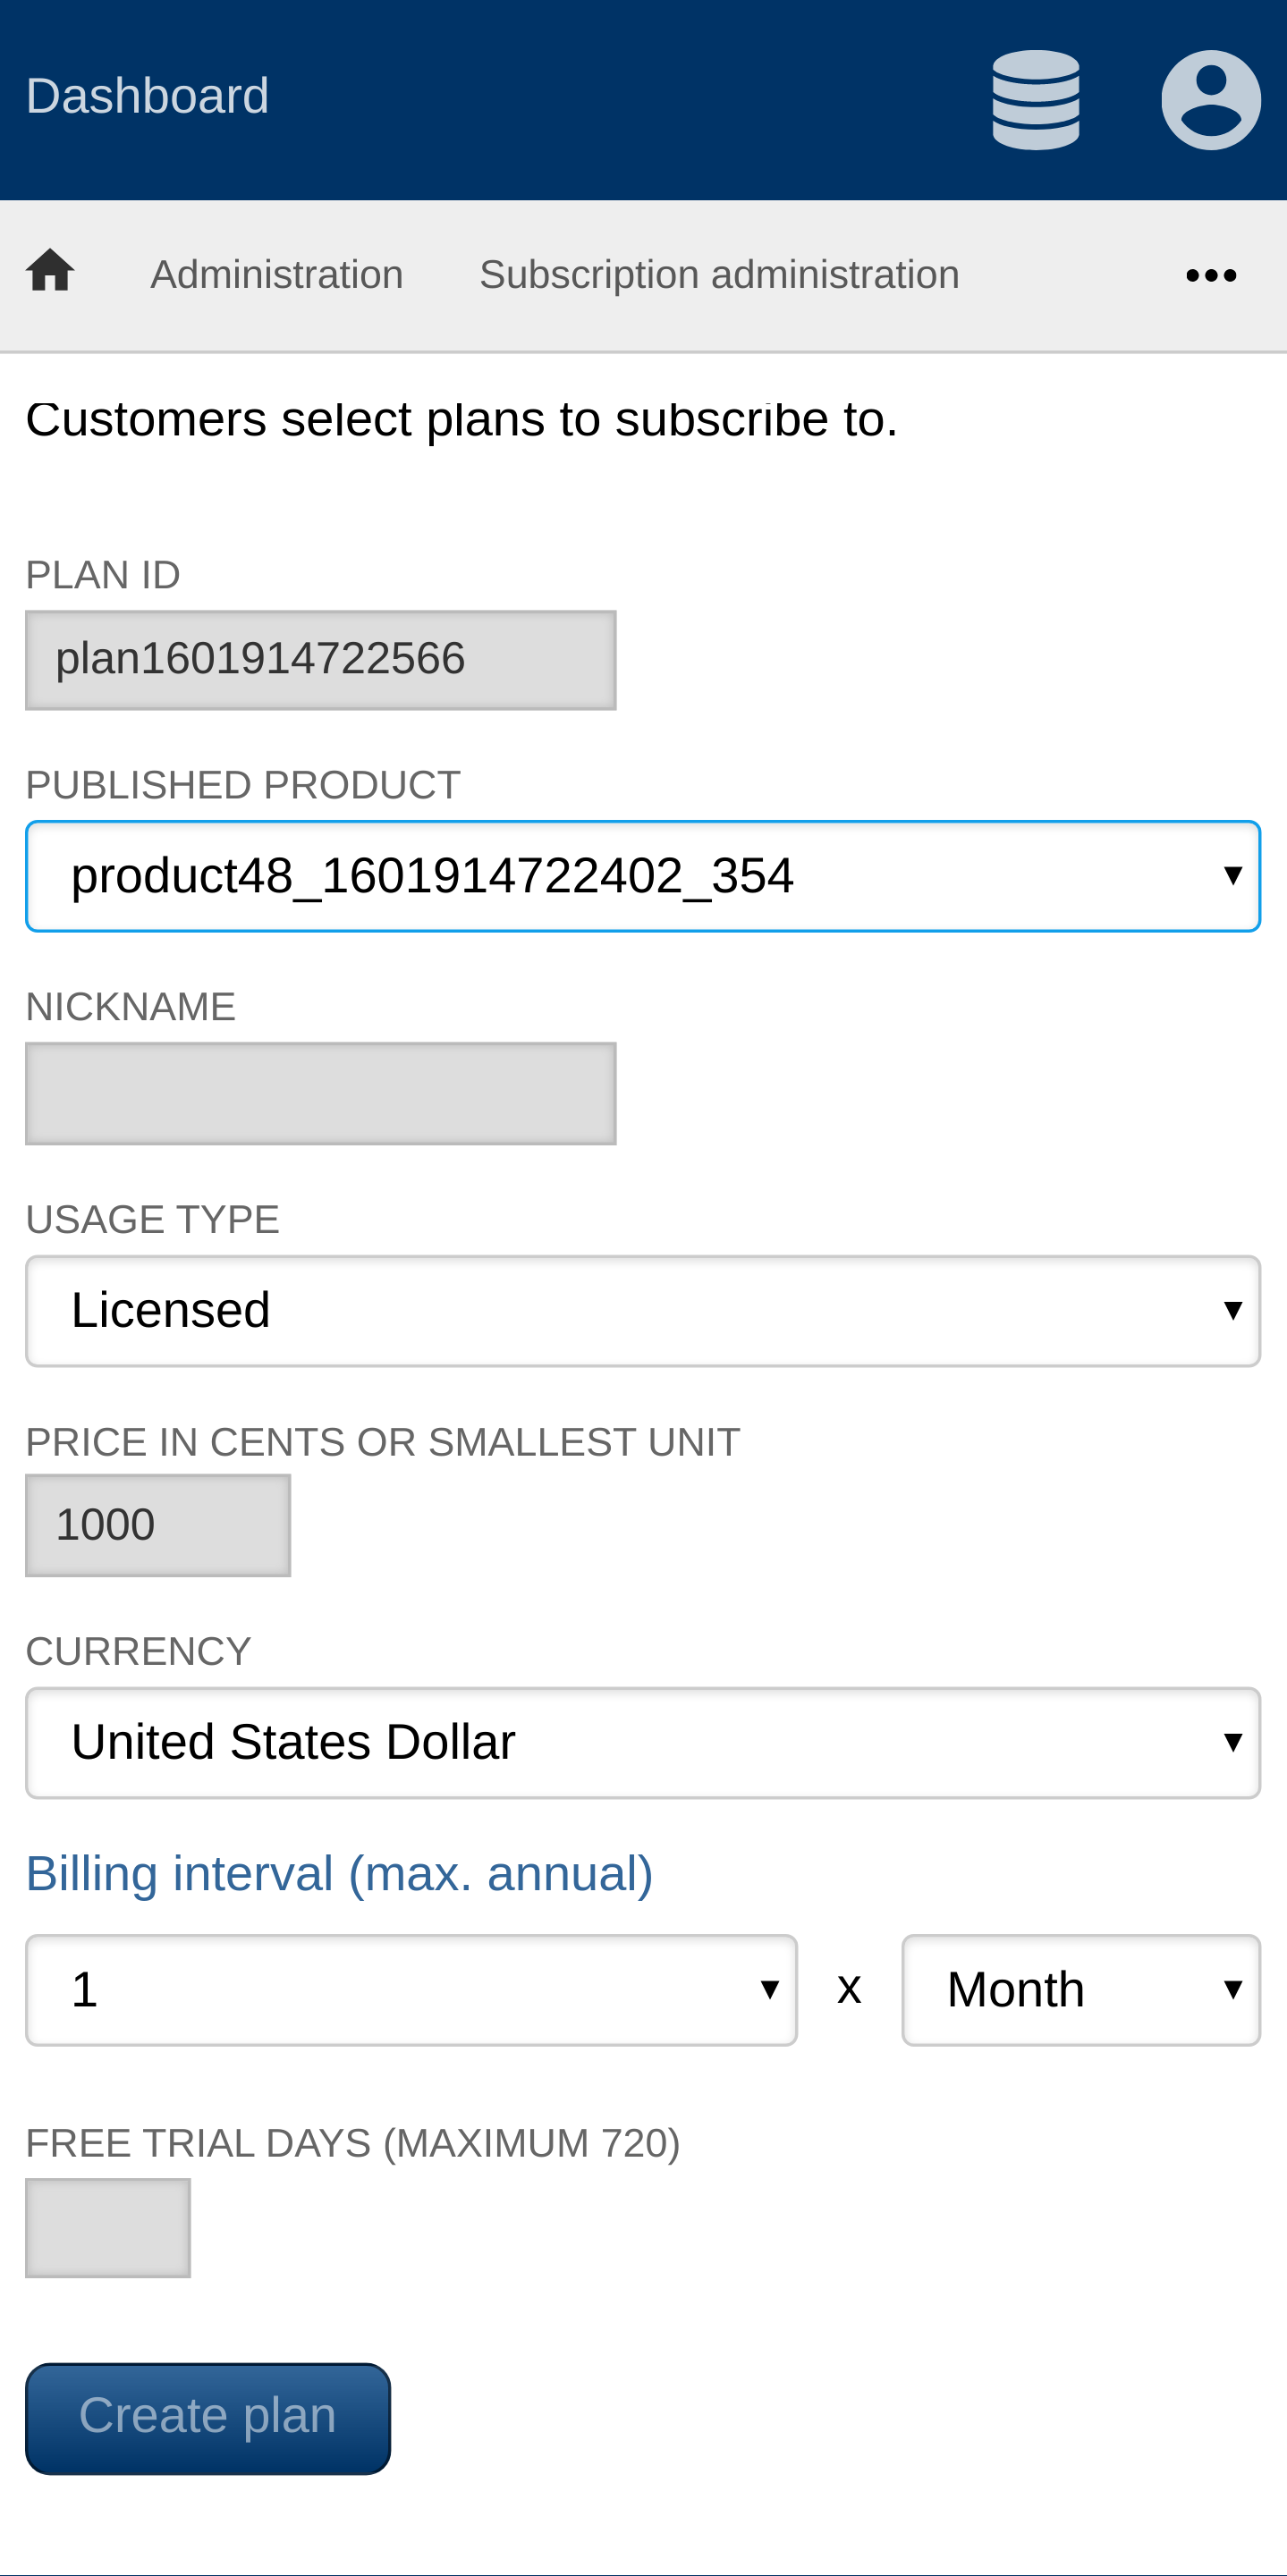 Dashboard
Administration Subscription administration •••
Customers select plans to subscribe to.
PLAN ID
plan1601914722566
PUBLISHED PRODUCT
product48_1601914722402_354
NICKNAME
USAGE TYPE
Licensed
PRICE IN CENTS OR SMALLEST UNIT
1000
CURRENCY
United States Dollar
Billing interval (max. annual)
1 x Month
FREE TRIAL DAYS (MAXIMUM 720)
Create plan